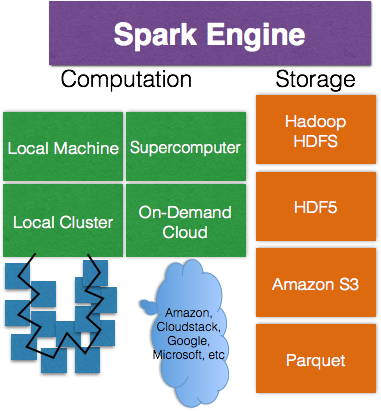 Spark Engine
Computation
Storage
Local Machine
Supercomputer
Local Cluster
On-Demand
Cloud
Amazon,
Cloudstack,
Google,
Microsoft, etc
Hadoop
HDFS
HDF5
Amazon S3
Parquet